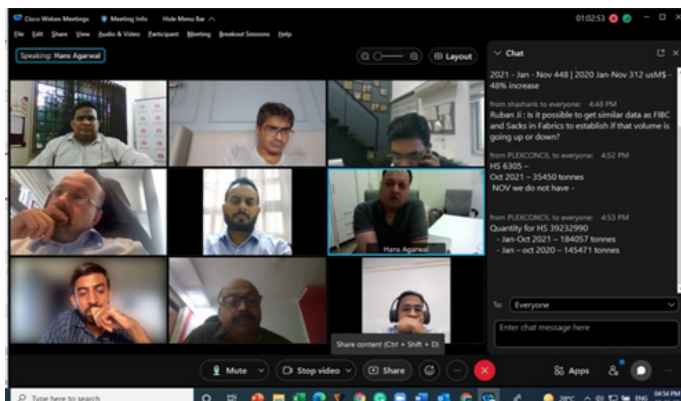 Cisco Webex Meetings Meeting Info Hide Menu Bar 01:02:53
File Edit Share View Audio & Video Participant Meeting Breakout Sessions Help
Speaking: Hans Agarwal
Layout
Chat
2021 - Jan - Nov 448 | 2020 Jan-Nov 312 usM$ -
48% increase
from shashank to everyone: 4:48 PM
Ruban Ji : Is it possible to get similar data as FIBC
and Sacks in Fabrics to establish if that volume is
going up or down?
from PLEXCONCIL to everyone: 4:52 PM
HS 6305 –
Oct 2021 – 35450 tonnes
NOV we do not have -
from PLEXCONCIL to everyone: 4:53 PM
Quantity for HS 39232990
- Jan-Oct 2021 – 184057 tonnes
- Jan – oct 2020 – 145471 tonnes
Hans Agarwal
To: Everyone
Enter chat message here
Share content (Ctrl + Shift + D)
Mute Stop video Share Apps
Type here to search
20°C ENG 04:54 PM